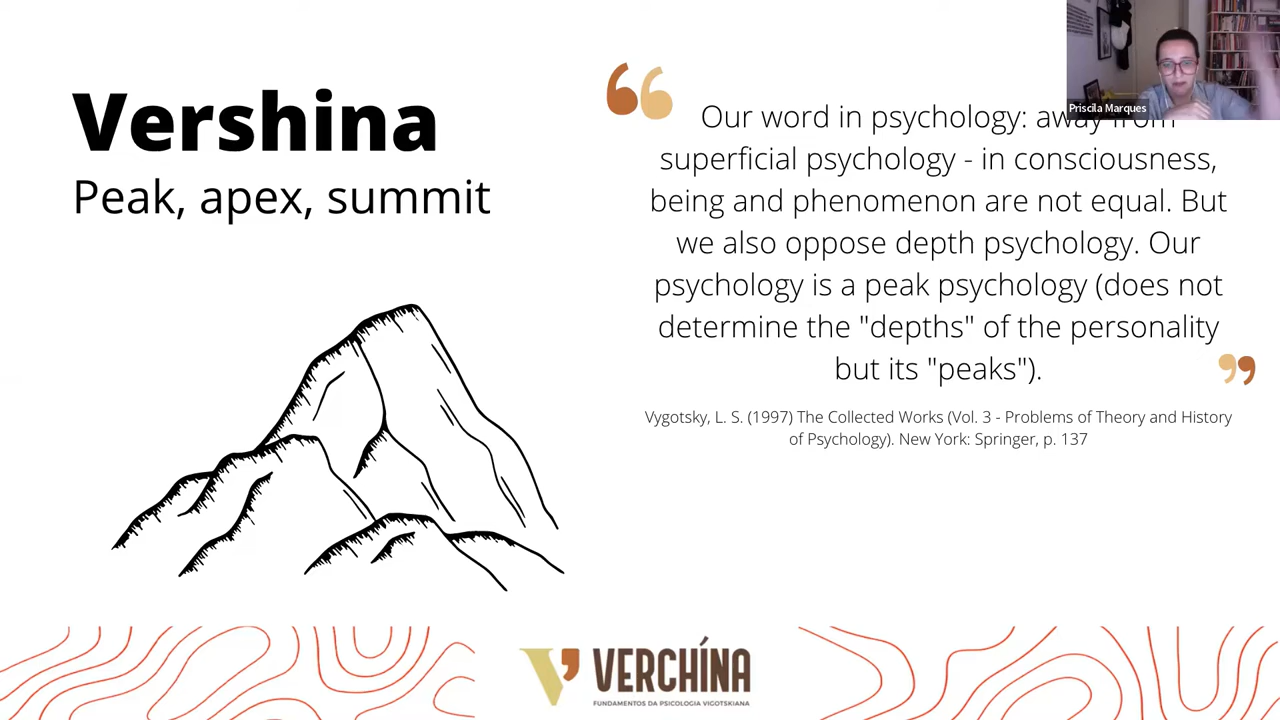 Vershina
Peak, apex, summit
Priscila Marques
“
Our word in psychology: away from
superficial psychology - in consciousness,
being and phenomenon are not equal. But
we also oppose depth psychology. Our
psychology is a peak psychology (does not
determine the "depths" of the personality
but its "peaks").
”
Vygotsky, L. S. (1997) The Collected Works (Vol. 3 - Problems of Theory and History
of Psychology). New York: Springer, p. 137
VERCHÍNA
FUNDAMENTOS DA PSICOLOGIA VIGOTSKIANA